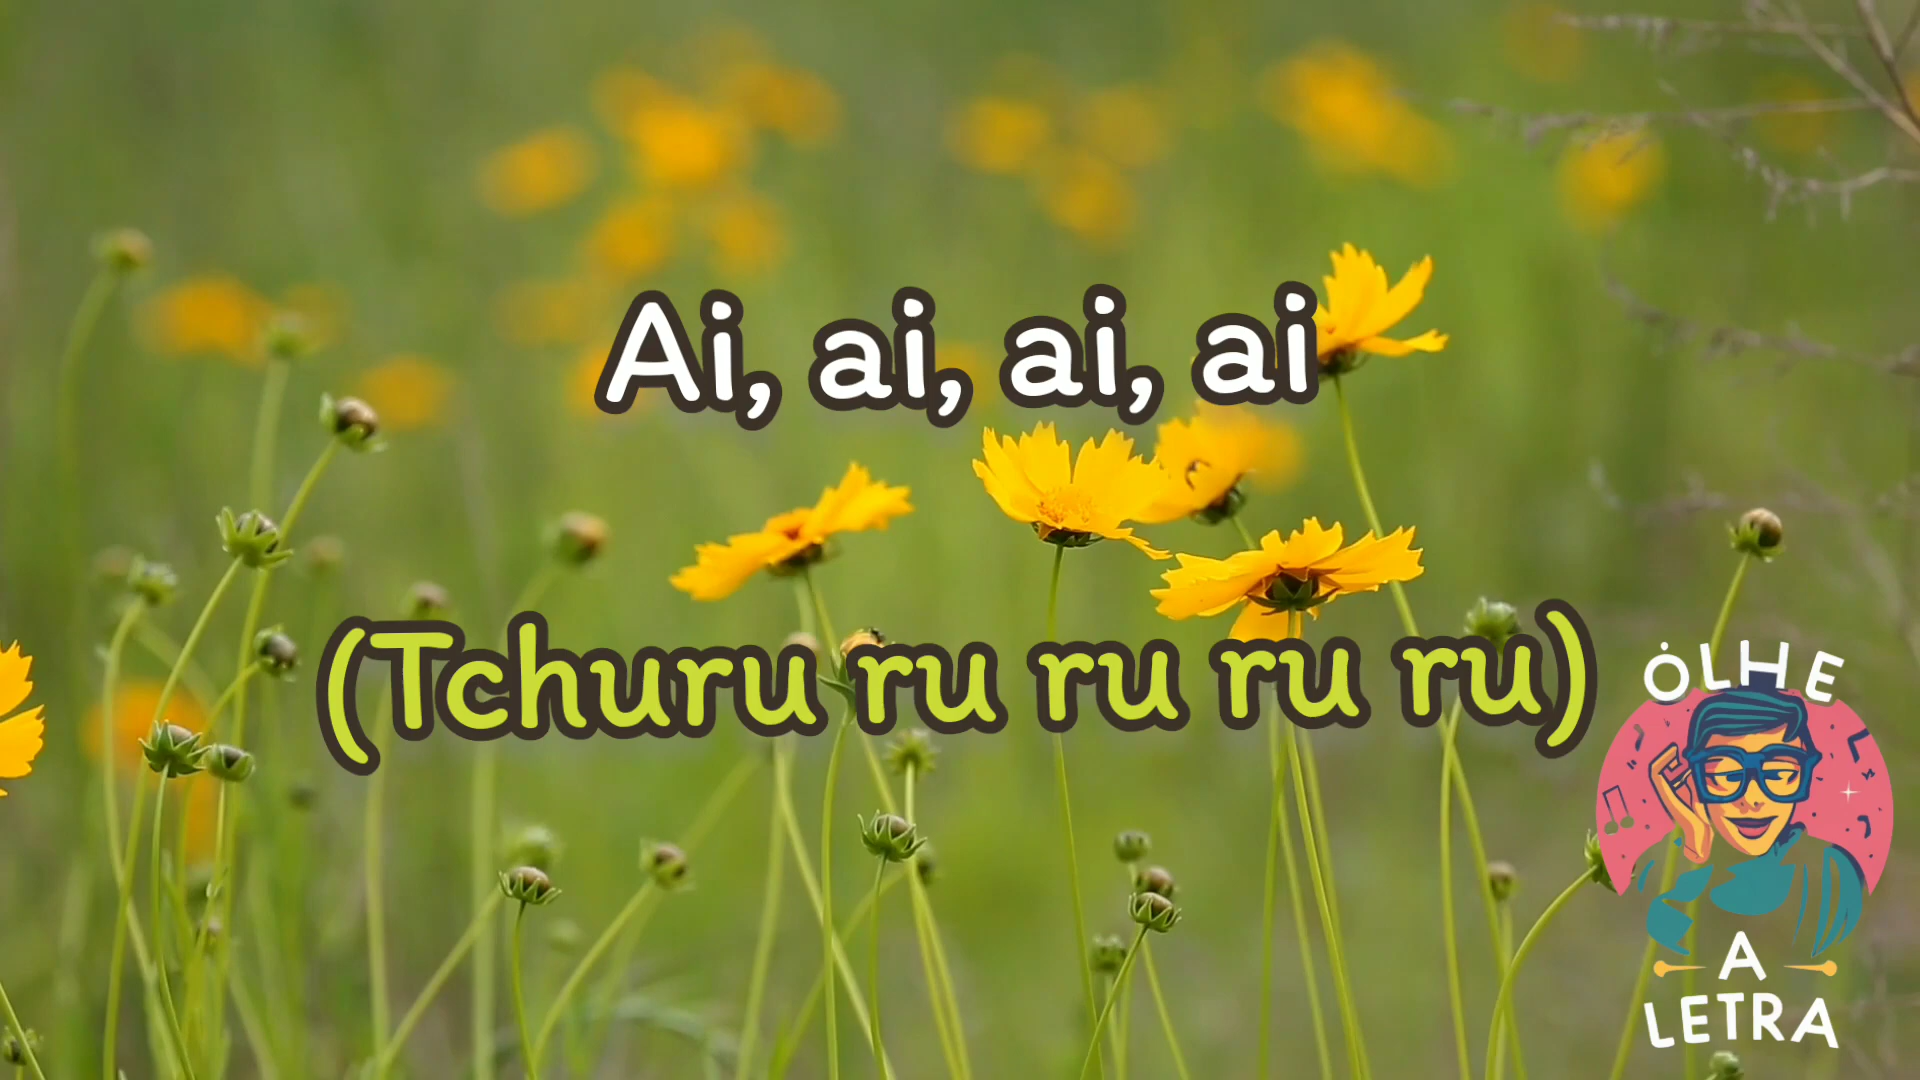 Ai, ai, ai, ai
(Tchuru ru ru ru ru)
OLHE
A
LETRA